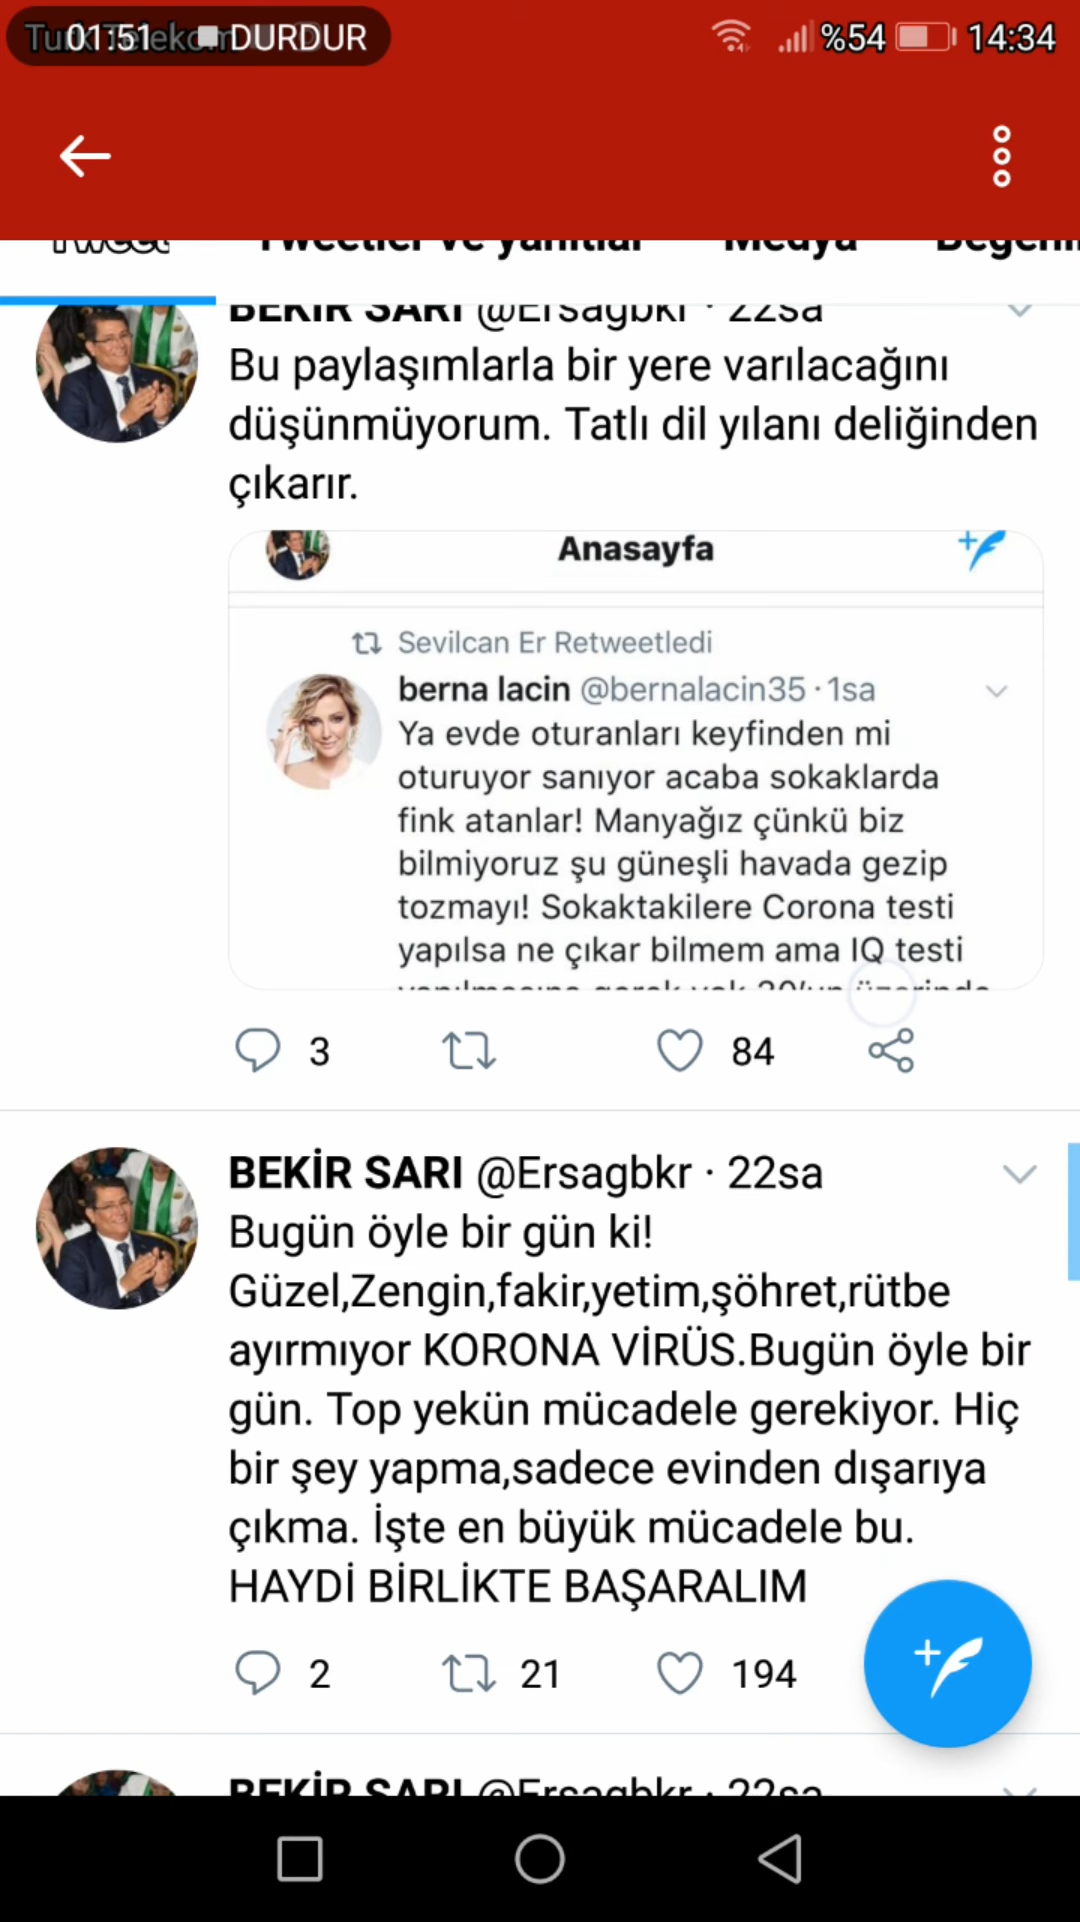 01:51 DURDUR %54 14:34
Tweet Tweetler ve yanıtlar Medya
BEKİR SARI @Ersagbkr · 22sa
Bu paylaşımlarla bir yere varılacağını
düşünmüyorum. Tatlı dil yılanı deliğinden
çıkarır.
Anasayfa
Sevilcan Er Retweetledi
berna lacin @bernalacin35 · 1sa
Ya evde oturanları keyfinden mi
oturuyor sanıyor acaba sokaklarda
fink atanlar! Manyağız çünkü biz
bilmiyoruz şu güneşli havada gezip
tozmayı! Sokaktakilere Corona testi
yapılsa ne çıkar bilmem ama IQ testi
3 84
BEKİR SARI @Ersagbkr · 22sa
Bugün öyle bir gün ki!
Güzel,Zengin,fakir,yetim,şöhret,rütbe
ayırmıyor KORONA VİRÜS.Bugün öyle bir
gün. Top yekün mücadele gerekiyor. Hiç
bir şey yapma,sadece evinden dışarıya
çıkma. İşte en büyük mücadele bu.
HAYDİ BİRLİKTE BAŞARALIM
2 21 194
BEKİR SARI @Ersagbkr · 22sa